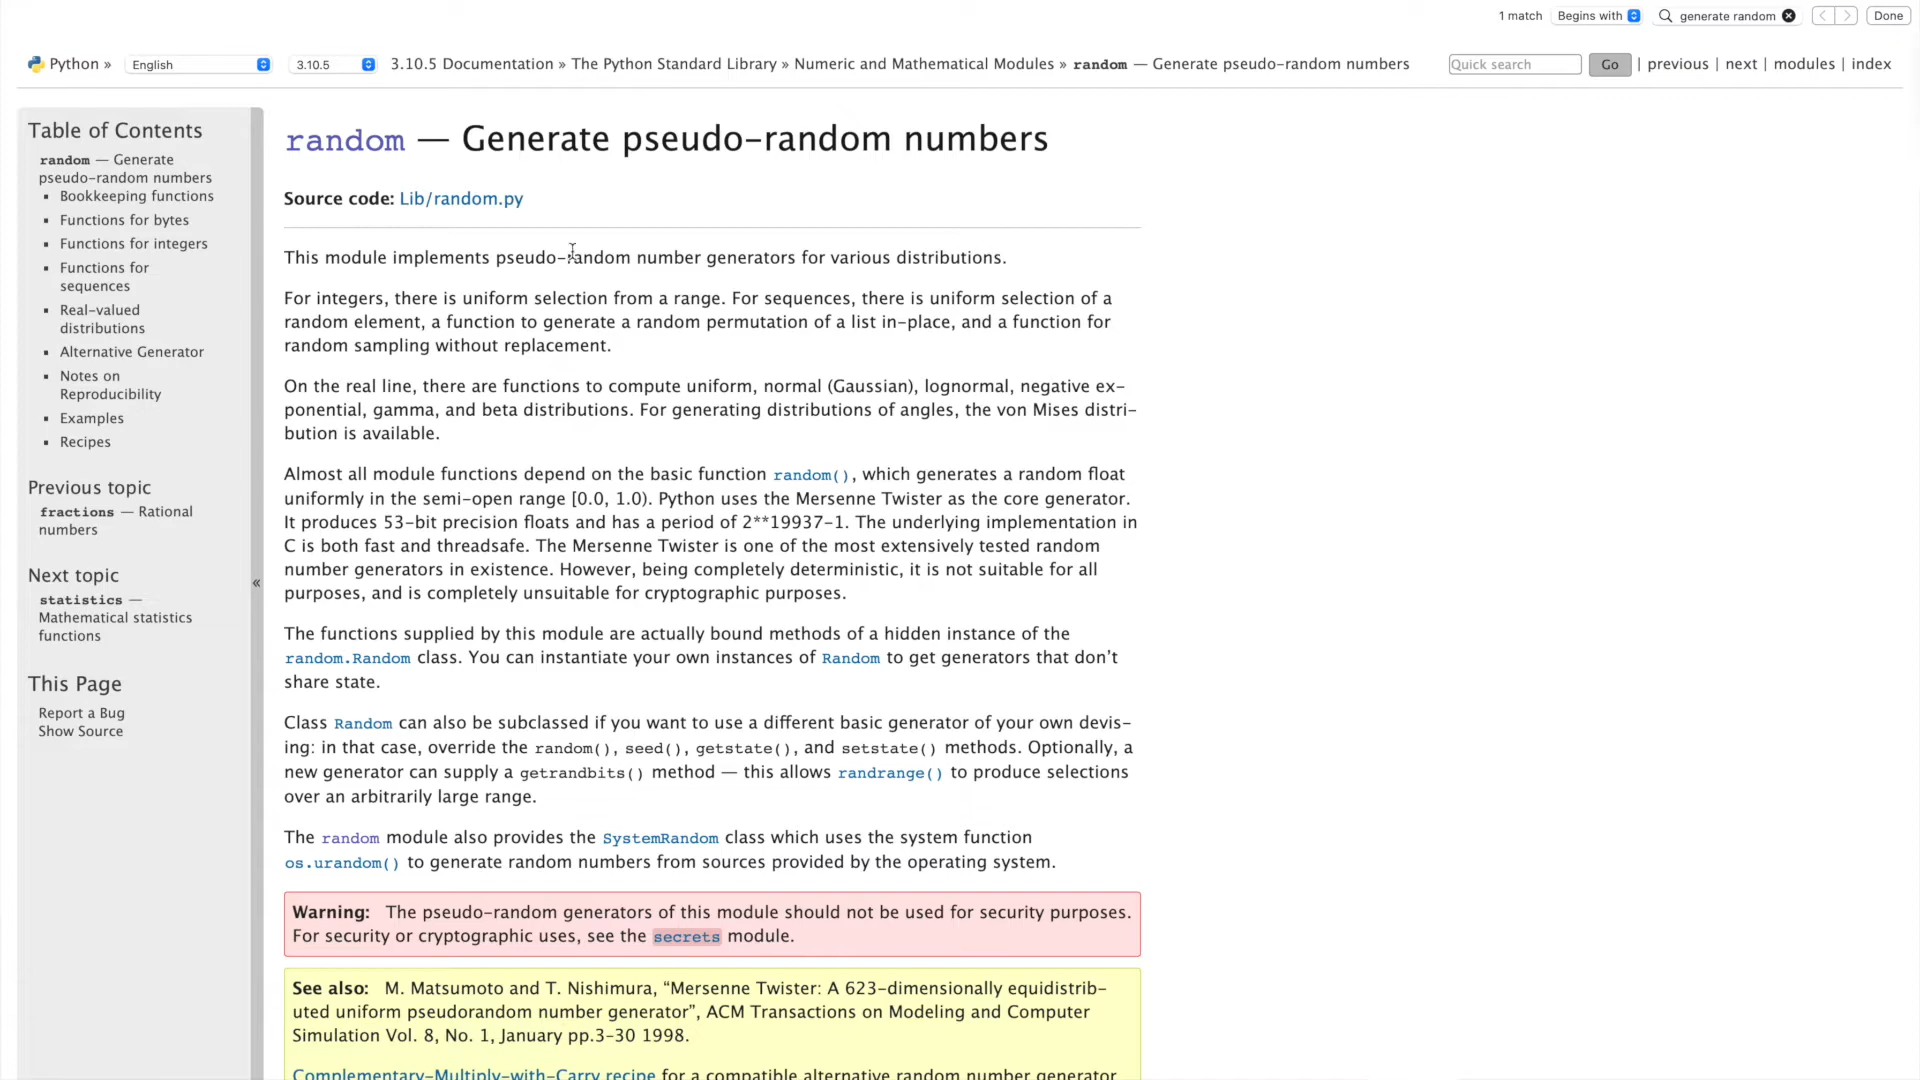 1 match Begins with generate random Done
Python » English 3.10.5 3.10.5 Documentation » The Python Standard Library » Numeric and Mathematical Modules » random — Generate pseudo-random numbers Quick search Go | previous | next | modules | index
Table of Contents
random — Generate
pseudo-random numbers
Bookkeeping functions
Functions for bytes
Functions for integers
Functions for
sequences
Real-valued
distributions
Alternative Generator
Notes on
Reproducibility
Examples
Recipes
Previous topic
fractions — Rational
numbers
Next topic
statistics —
Mathematical statistics
functions
This Page
Report a Bug
Show Source
«
random — Generate pseudo-random numbers
Source code: Lib/random.py
This module implements pseudo-random number generators for various distributions.
For integers, there is uniform selection from a range. For sequences, there is uniform selection of a
random element, a function to generate a random permutation of a list in-place, and a function for
random sampling without replacement.
On the real line, there are functions to compute uniform, normal (Gaussian), lognormal, negative ex-
ponential, gamma, and beta distributions. For generating distributions of angles, the von Mises distri-
bution is available.
Almost all module functions depend on the basic function random(), which generates a random float
uniformly in the semi-open range [0.0, 1.0). Python uses the Mersenne Twister as the core generator.
It produces 53-bit precision floats and has a period of 2**19937-1. The underlying implementation in
C is both fast and threadsafe. The Mersenne Twister is one of the most extensively tested random
number generators in existence. However, being completely deterministic, it is not suitable for all
purposes, and is completely unsuitable for cryptographic purposes.
The functions supplied by this module are actually bound methods of a hidden instance of the
random.Random class. You can instantiate your own instances of Random to get generators that don’t
share state.
Class Random can also be subclassed if you want to use a different basic generator of your own devis-
ing: in that case, override the random(), seed(), getstate(), and setstate() methods. Optionally, a
new generator can supply a getrandbits() method — this allows randrange() to produce selections
over an arbitrarily large range.
The random module also provides the SystemRandom class which uses the system function
os.urandom() to generate random numbers from sources provided by the operating system.
Warning: The pseudo-random generators of this module should not be used for security purposes.
For security or cryptographic uses, see the secrets module.
See also: M. Matsumoto and T. Nishimura, “Mersenne Twister: A 623-dimensionally equidistrib-
uted uniform pseudorandom number generator”, ACM Transactions on Modeling and Computer
Simulation Vol. 8, No. 1, January pp.3–30 1998.
Complementary-Multiply-with-Carry recipe for a compatible alternative random number generator